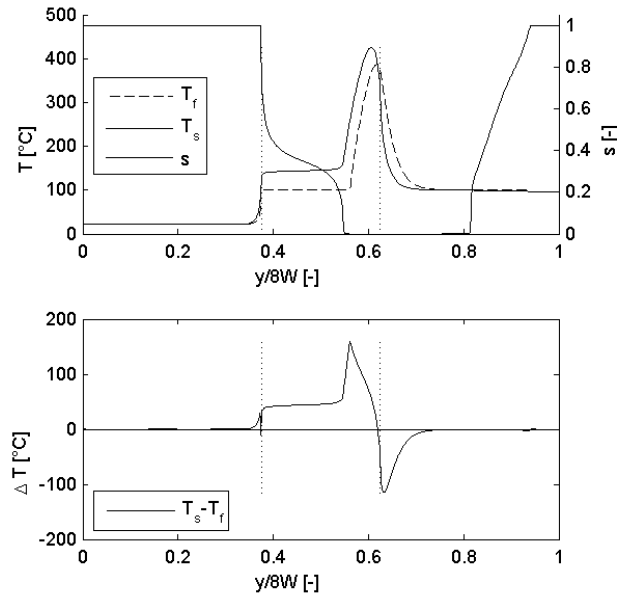 500
400
300
200
100
0
T [°C]
T_f
T_s
s
1
0.8
0.6
0.4
0.2
0
s [-]
0 0.2 0.4 0.6 0.8 1
y/8W [-]
200
100
0
-100
-200
Δ T [°C]
T_s-T_f
0 0.2 0.4 0.6 0.8 1
y/8W [-]